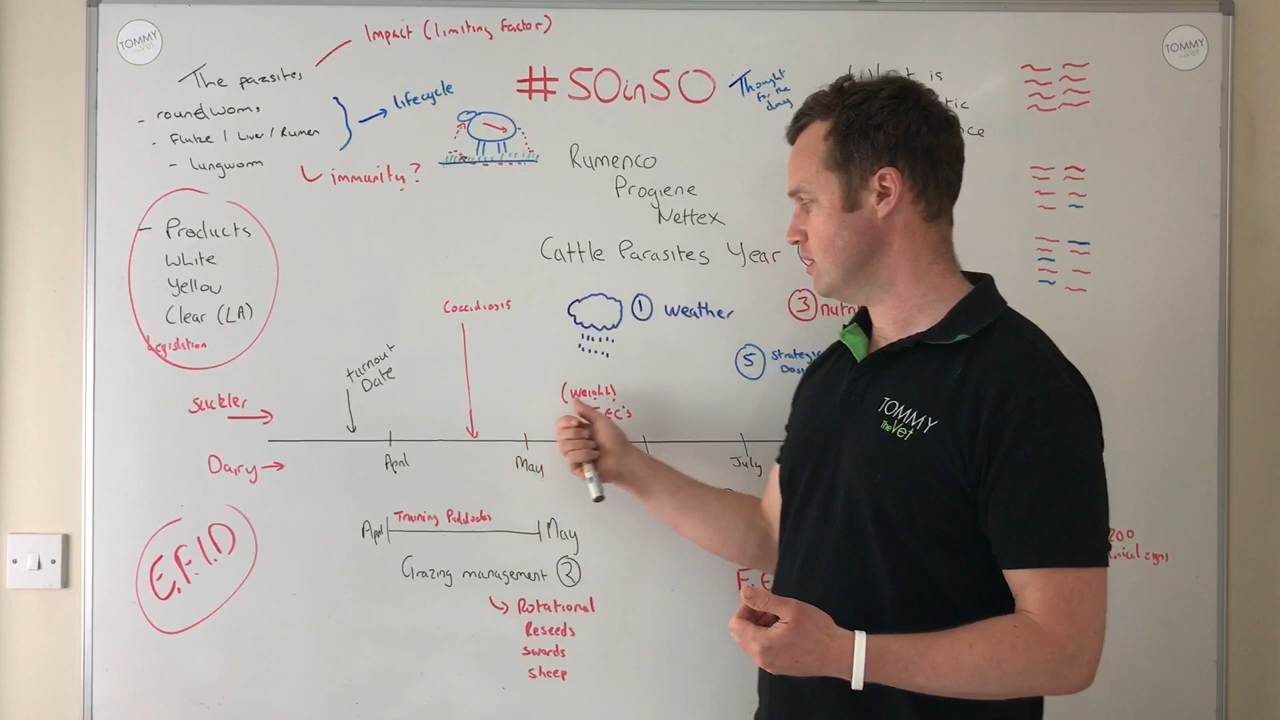 TOMMY
The Vet
TOMMY
The Vet
Impact (limiting factor)
The parasites
- roundworms
- Fluke / Liver / Rumen
- Lungworm
lifecycle
immunity?
#50in50
Thought
for the
day
is
Rumenco
Progiene
Nettex
Cattle Parasites Year
- Products
White
Yellow
Clear (LA)
Legislation
Coccidiosis
turnout
Date
① weather
③
⑤
(weight)
FEC's
Suckler
Dairy
April
May
July
April
Training Paddocks
May
Grazing management ②
Rotational
Reseeds
Swards
Sheep
E.F.I.D
TOMMY
The Vet